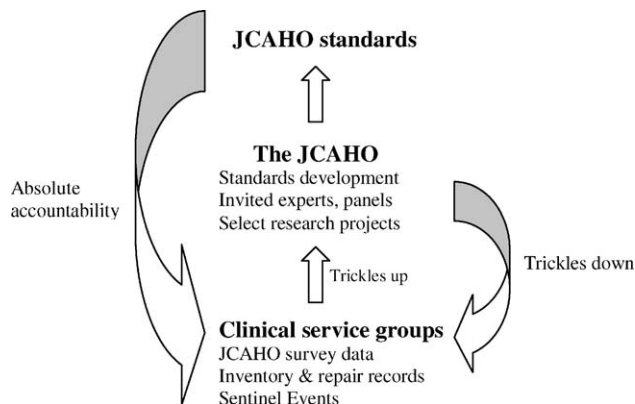 JCAHO standards
The JCAHO
Standards development
Invited experts, panels
Select research projects
Absolute
accountability
Trickles up
Trickles down
Clinical service groups
JCAHO survey data
Inventory & repair records
Sentinel Events